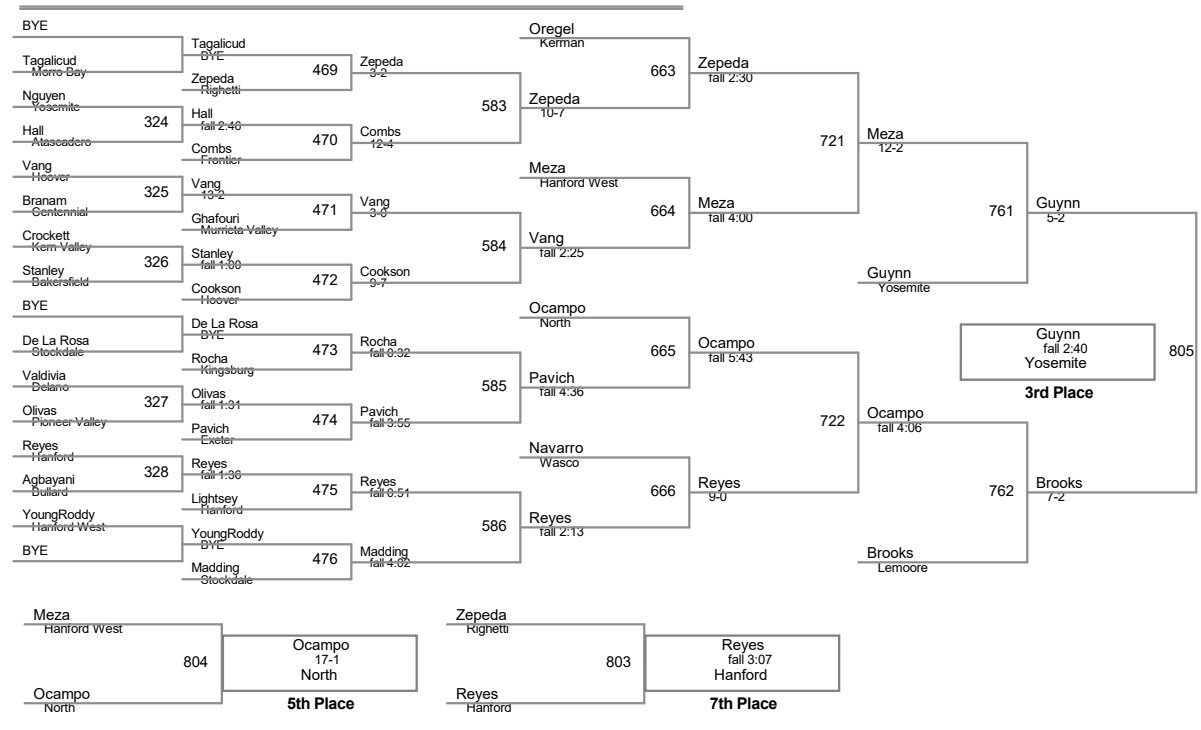 BYE
Tagalicud
Morro Bay
Nguyen
Yosemite
324
Hall
Atascadero
Vang
Hoover
325
Branam
Centennial
Crockett
Kern Valley
326
Stanley
Bakersfield
BYE
De La Rosa
Stockdale
Valdivia
Delano
327
Olivas
Pioneer Valley
Reyes
Hanford
328
Agbayani
Bullard
YoungRoddy
Hanford West
BYE
Tagalicud
BYE
469
Zepeda
Righetti
Hall
fall 2:46
470
Combs
Frontier
Vang
13-2
471
Ghafouri
Murrieta Valley
Stanley
fall 1:00
472
Cookson
Hoover
De La Rosa
BYE
473
Rocha
Kingsburg
Olivas
fall 1:31
474
Pavich
Exeter
Reyes
fall 1:36
475
Lightsey
Hanford
YoungRoddy
BYE
476
Madding
Stockdale
Zepeda
3-2
583
Combs
12-4
Vang
3-0
584
Cookson
9-7
Rocha
fall 0:32
585
Pavich
fall 3:55
Reyes
fall 0:51
586
Madding
fall 4:02
Oregel
Kerman
663
Zepeda
10-7
Meza
Hanford West
664
Vang
fall 2:25
Ocampo
North
665
Pavich
fall 4:36
Navarro
Wasco
666
Reyes
fall 2:13
Zepeda
fall 2:30
721
Meza
fall 4:00
Ocampo
fall 5:43
722
Reyes
9-0
Meza
12-2
761
Guynn
Yosemite
Ocampo
fall 4:06
762
Brooks
Lemoore
Guynn
5-2
805
Brooks
7-2
Guynn
fall 2:40
Yosemite
3rd Place
Meza
Hanford West
804
Ocampo
North
Ocampo
17-1
North
5th Place
Zepeda
Righetti
803
Reyes
Hanford
Reyes
fall 3:07
Hanford
7th Place